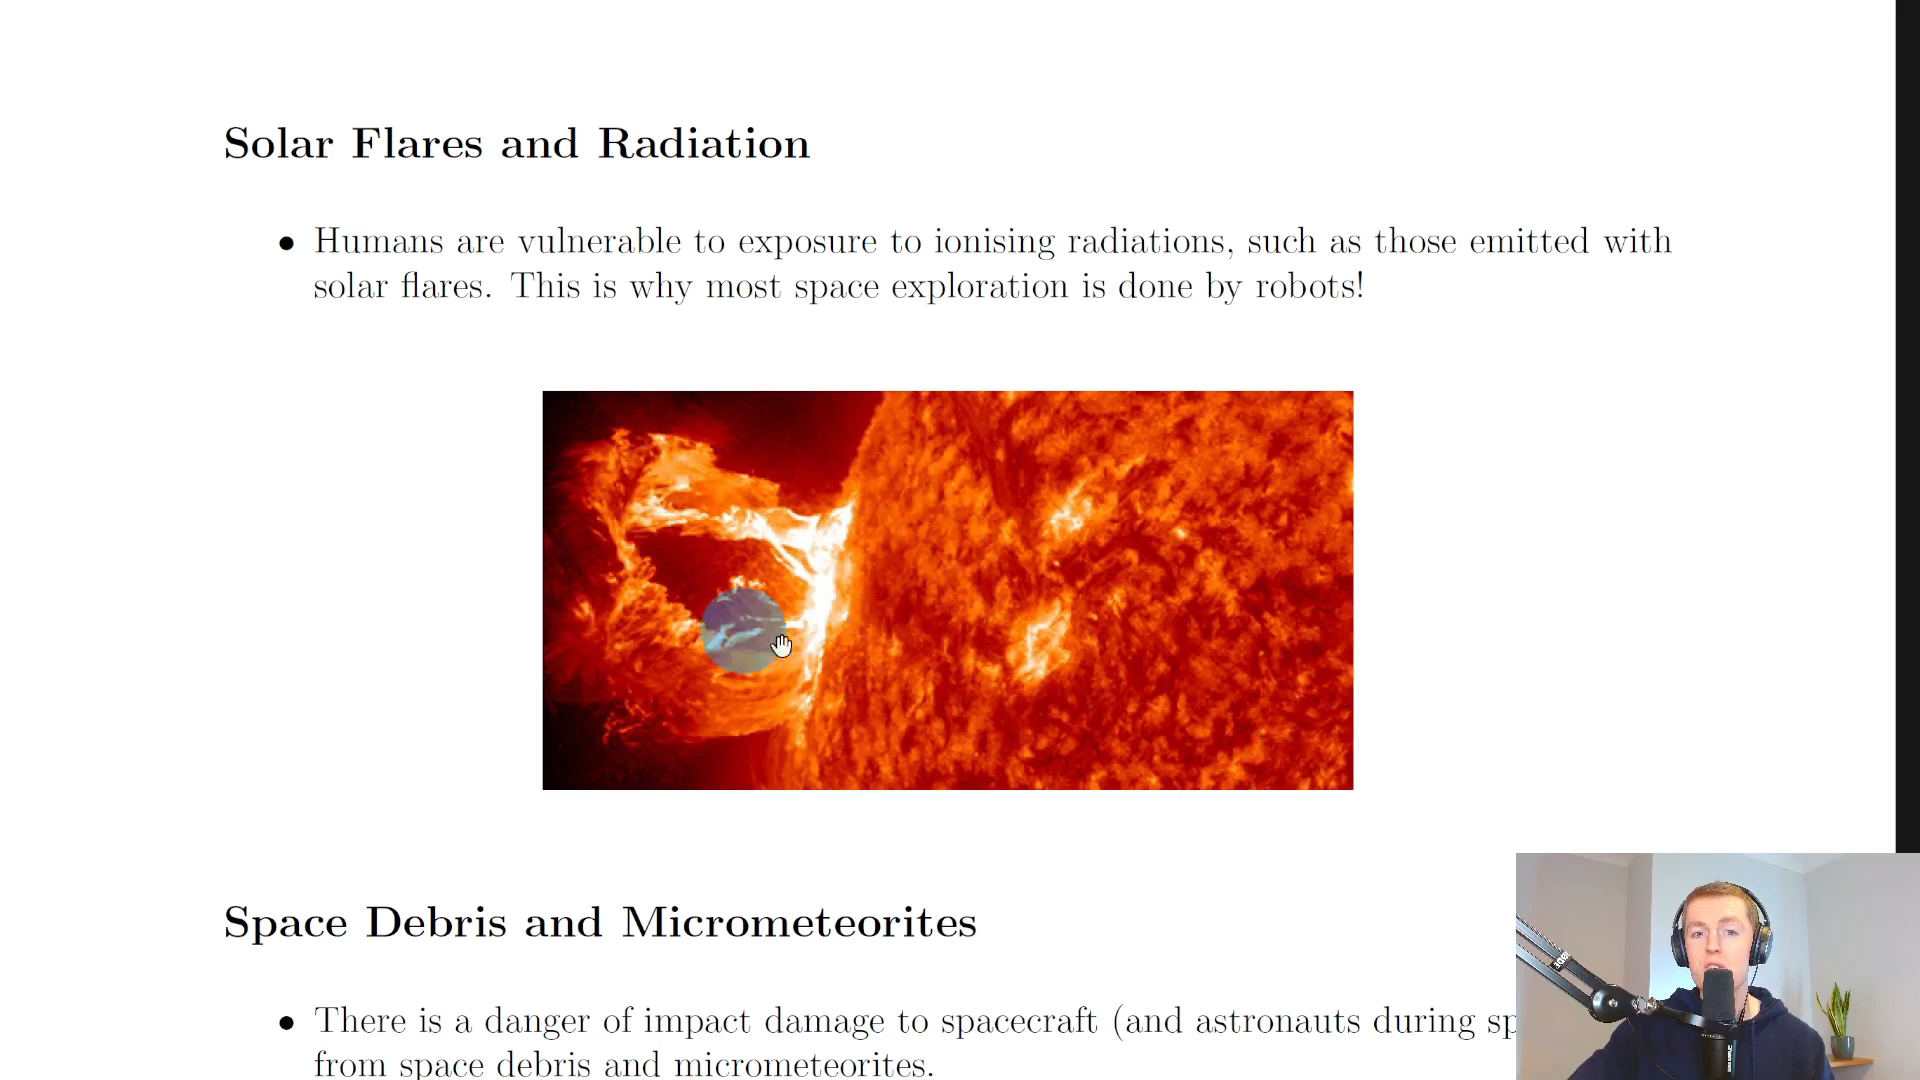 Solar Flares and Radiation
• Humans are vulnerable to exposure to ionising radiations, such as those emitted with
solar flares. This is why most space exploration is done by robots!
Space Debris and Micrometeorites
• There is a danger of impact damage to spacecraft (and astronauts during
from space debris and micrometeorites.
RØDE